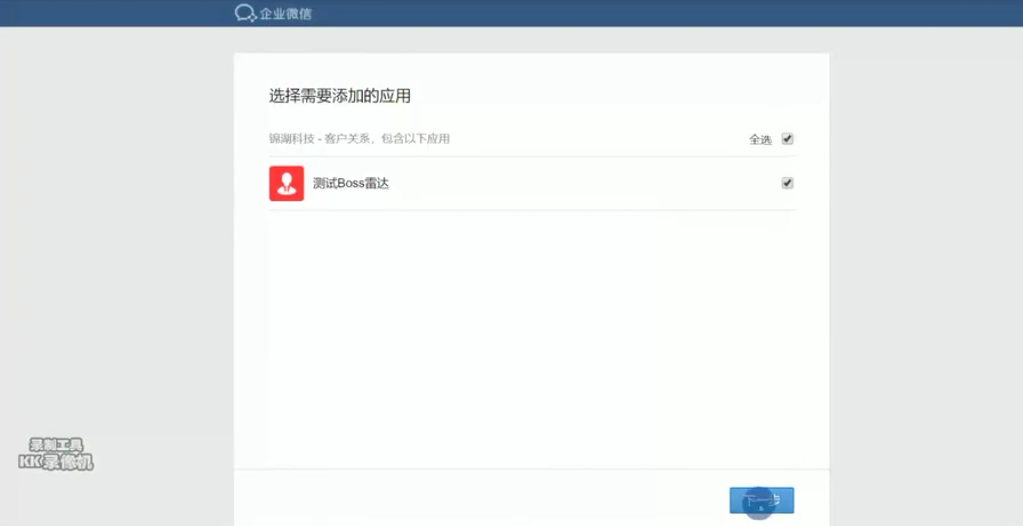 企业微信
选择需要添加的应用
锦湖科技 - 客户关系，包含以下应用
全选
测试Boss雷达
录制工具
KK录像机
下一步